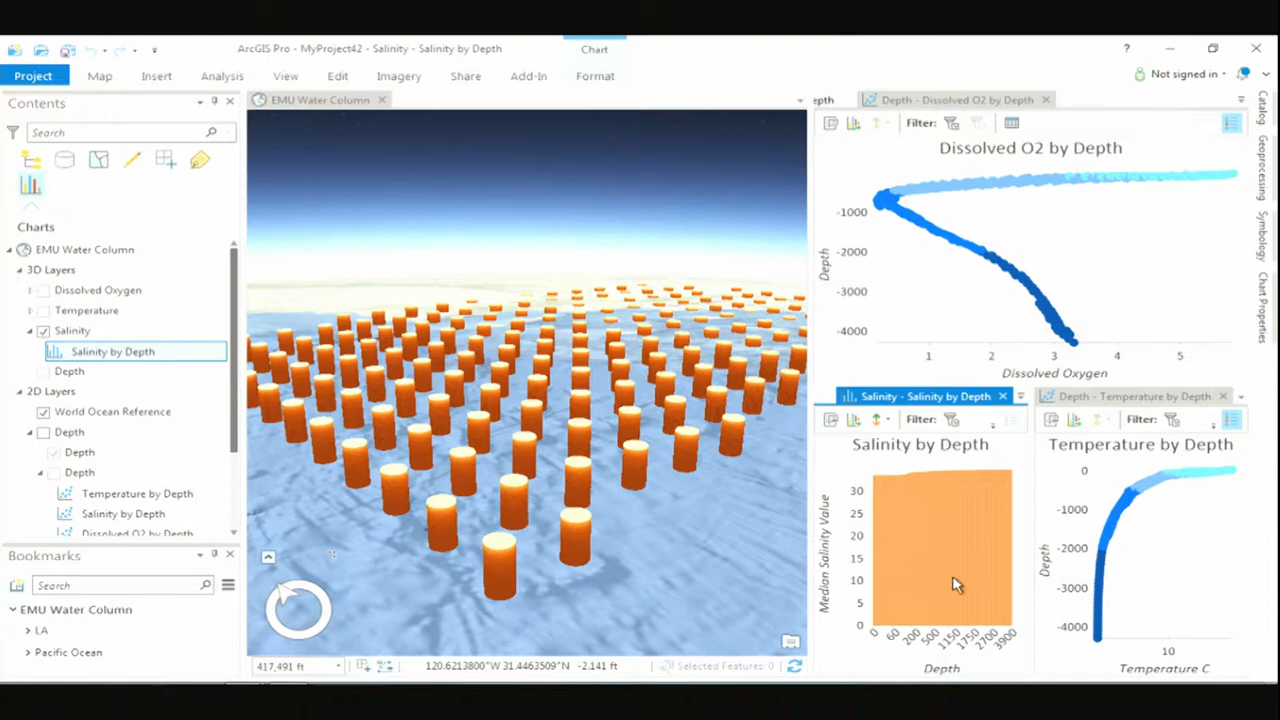 ArcGIS Pro - MyProject42 - Salinity - Salinity by Depth
Chart
?
Project Map Insert Analysis View Edit Imagery Share Add-In Format
Not signed in
Contents
Search
Charts
EMU Water Column
3D Layers
Dissolved Oxygen
Temperature
Salinity
Salinity by Depth
Depth
2D Layers
World Ocean Reference
Depth
Depth
Depth
Temperature by Depth
Salinity by Depth
Dissolved O2 by Depth
Bookmarks
Search
EMU Water Column
LA
Pacific Ocean
EMU Water Column
417,491 ft
120.6213800°W 31.4463509°N
-2.141 ft
Selected Features: 0
epth
Depth - Dissolved O2 by Depth
Filter:
Dissolved O2 by Depth
Depth
-1000
-2000
-3000
-4000
1 2 3 4 5
Dissolved Oxygen
Salinity - Salinity by Depth
Filter:
Salinity by Depth
Median Salinity Value
30
25
20
15
10
5
0
0 60 200 500 1150 1750 2700 3900
Depth
Depth - Temperature by Depth
Filter:
Temperature by Depth
Depth
0
-1000
-2000
-3000
-4000
10
Temperature C
Catalog
Geoprocessing
Symbology
Chart Properties